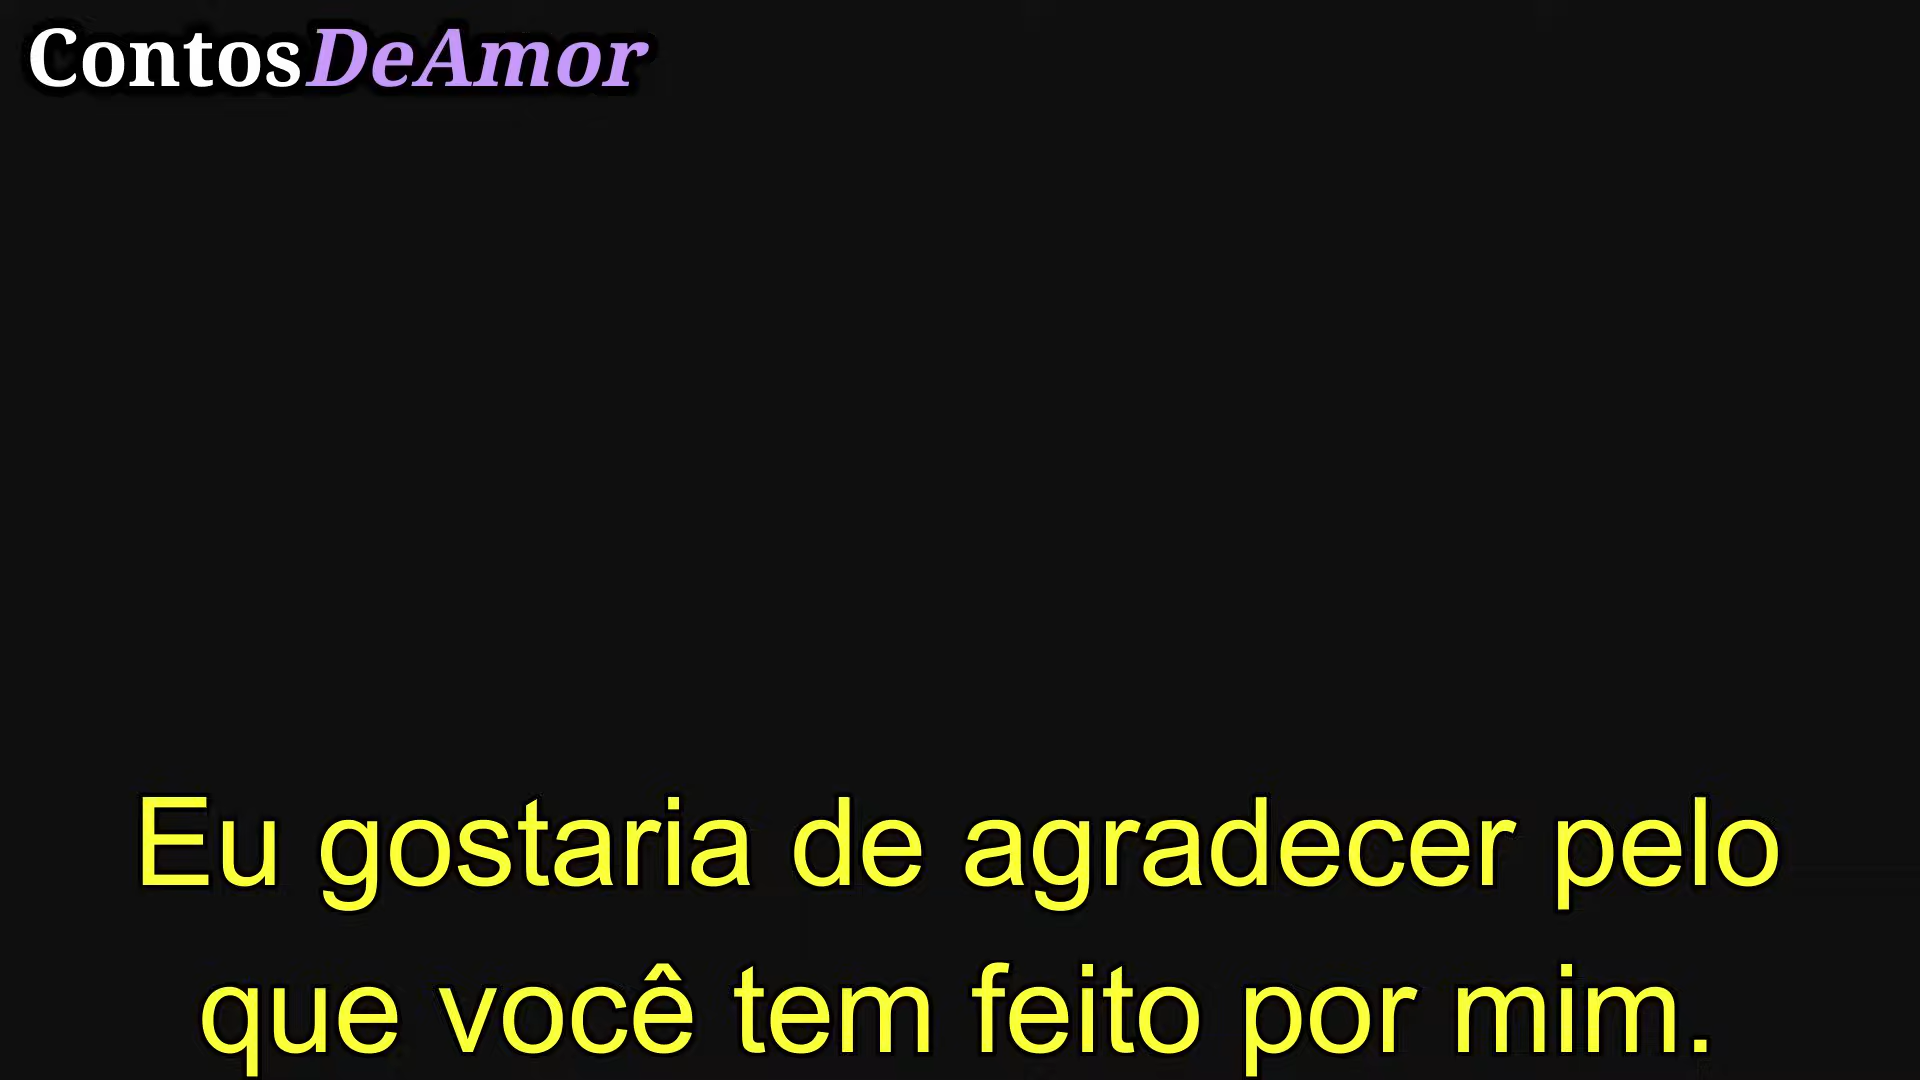 ContosDeAmor
Eu gostaria de agradecer pelo
que você tem feito por mim.